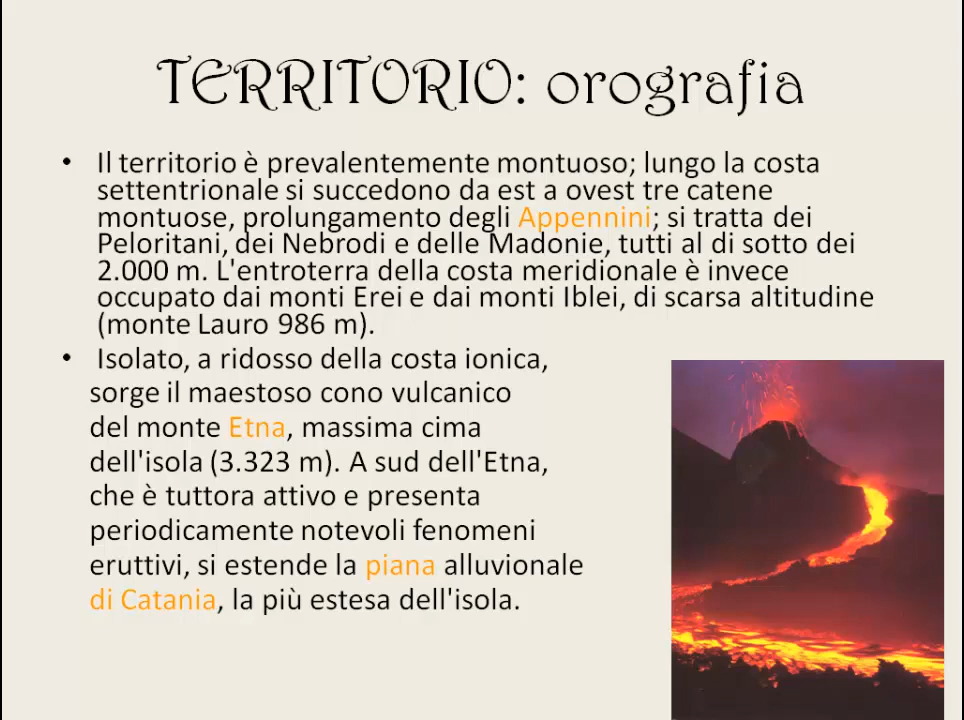 TERRITORIO: orografia
• Il territorio è prevalentemente montuoso; lungo la costa
settentrionale si succedono da est a ovest tre catene
montuose, prolungamento degli Appennini; si tratta dei
Peloritani, dei Nebrodi e delle Madonie, tutti al di sotto dei
2.000 m. L'entroterra della costa meridionale è invece
occupato dai monti Erei e dai monti Iblei, di scarsa altitudine
(monte Lauro 986 m).
• Isolato, a ridosso della costa ionica,
sorge il maestoso cono vulcanico
del monte Etna, massima cima
dell'isola (3.323 m). A sud dell'Etna,
che è tuttora attivo e presenta
periodicamente notevoli fenomeni
eruttivi, si estende la piana alluvionale
di Catania, la più estesa dell'isola.